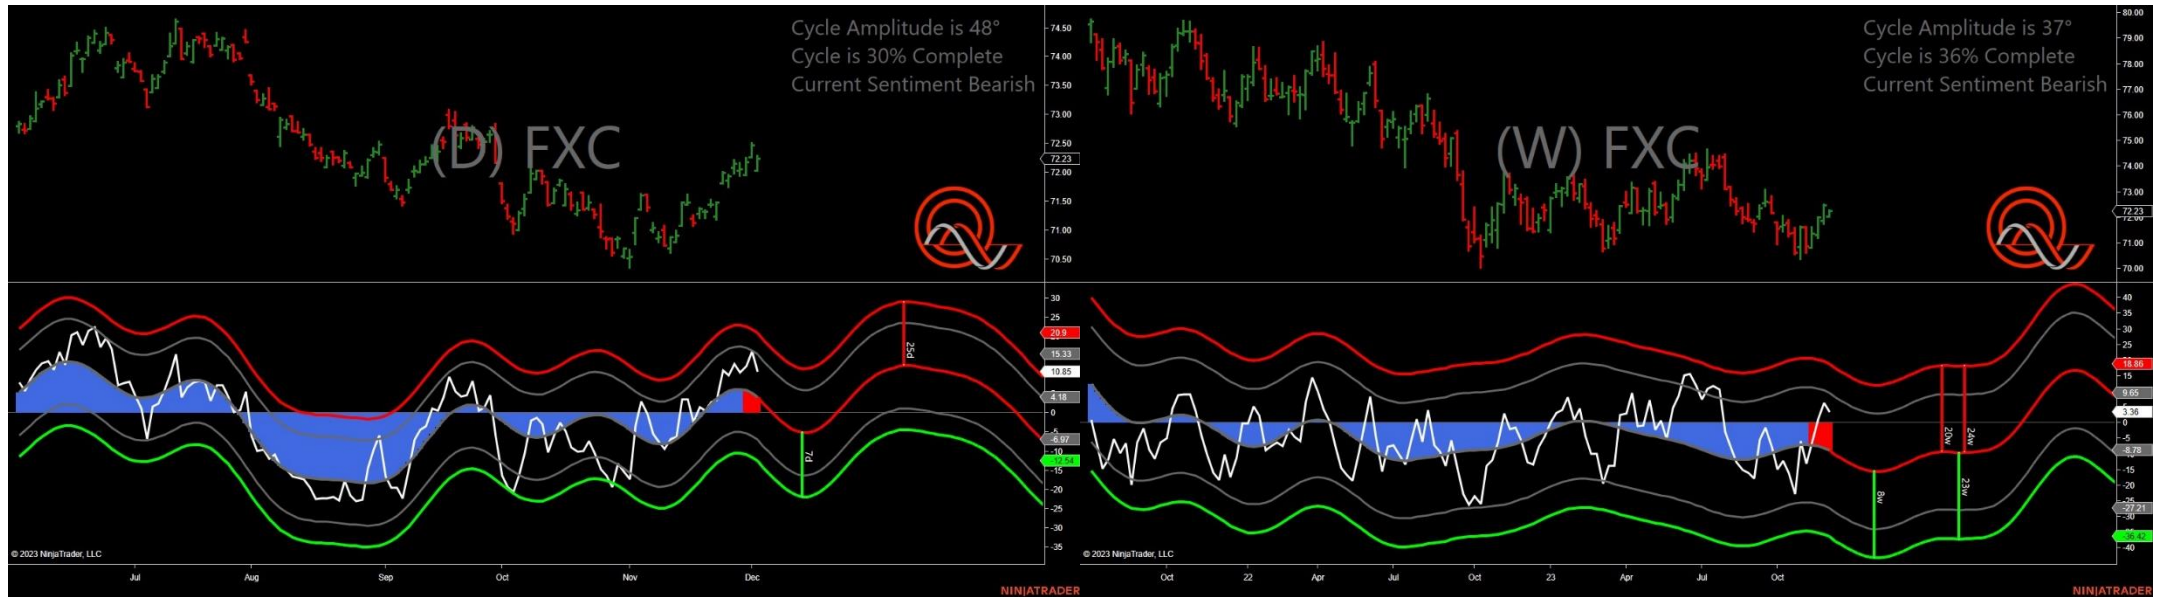 Cycle Amplitude is 48°
Cycle is 30% Complete
Current Sentiment Bearish
(D) FXC
74.50
74.00
73.50
73.00
72.50
72.23
72.00
71.50
71.00
70.50
30
25
20.9
15.33
10.85
4.18
0
-5
-6.97
-10
-12.54
-15
-20
-25
-30
-35
25d
7d
© 2023 NinjaTrader, LLC
Jul
Aug
Sep
Oct
Nov
Dec
NINJATRADER
Cycle Amplitude is 37°
Cycle is 36% Complete
Current Sentiment Bearish
(W) FXC
80.00
79.00
78.00
77.00
76.00
75.00
74.00
73.00
72.23
72.00
71.00
70.00
40
35
30
25
18.86
15
9.65
3.36
0
-5
-8.78
-15
-20
-27.21
-30
-36.42
-40
20w
24w
8w
23w
© 2023 NinjaTrader, LLC
Oct
22
Apr
Jul
Oct
23
Apr
Jul
Oct
NINJATRADER